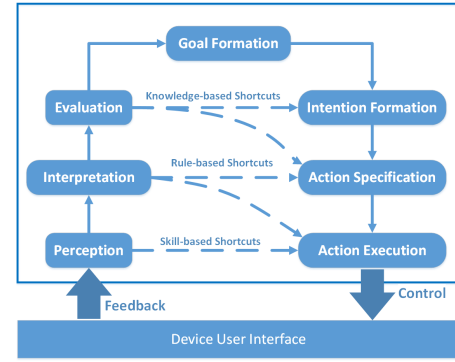 Goal Formation
Knowledge-based Shortcuts
Evaluation
Intention Formation
Rule-based Shortcuts
Interpretation
Action Specification
Skill-based Shortcuts
Perception
Action Execution
Feedback
Control
Device User Interface